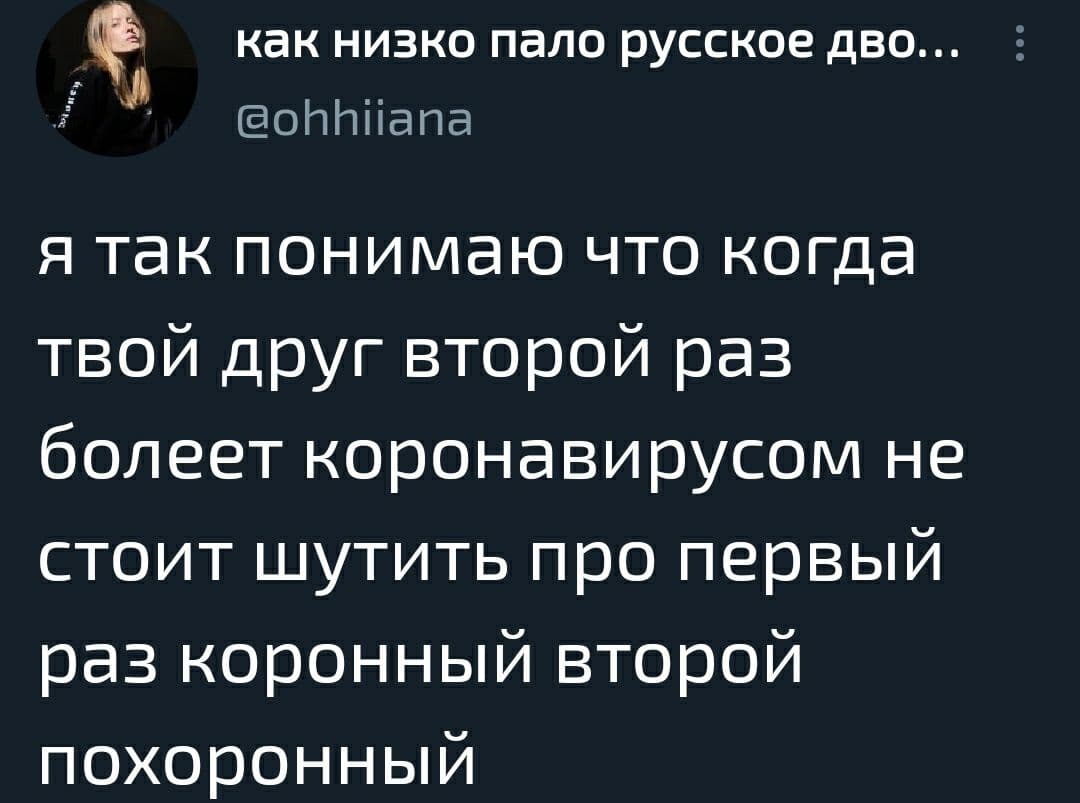 как низко пало русское дво...
@ohhiiana
я так понимаю что когда
твой друг второй раз
болеет коронавирусом не
стоит шутить про первый
раз коронный второй
похоронный